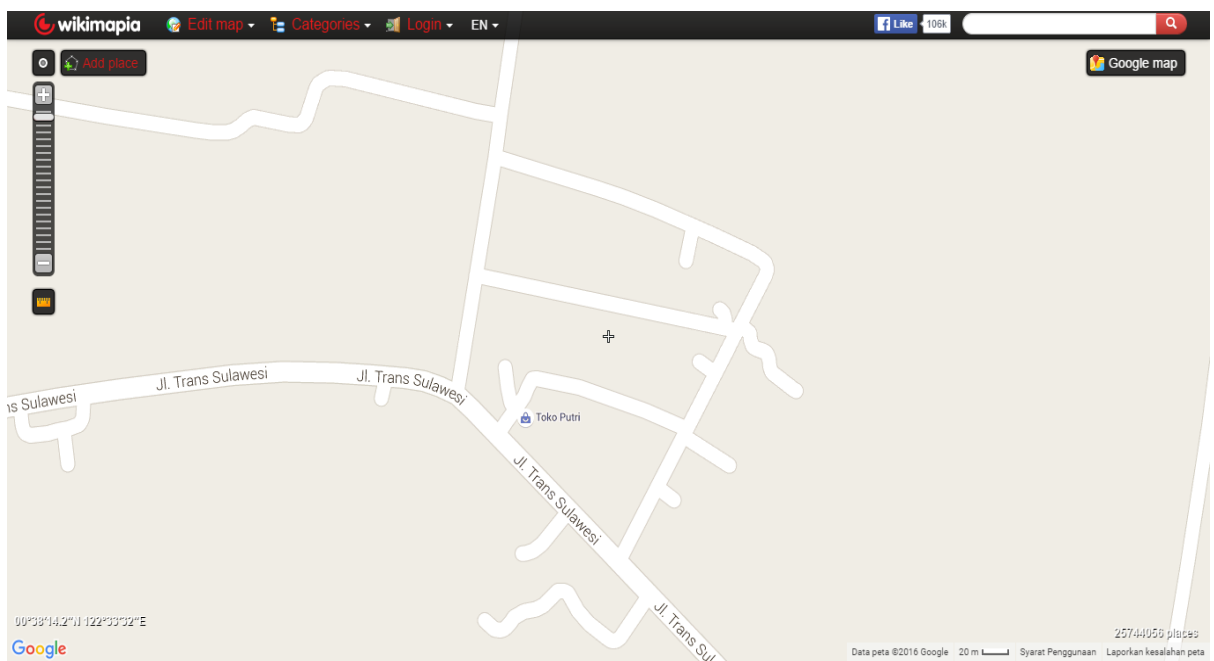 wikimapia Edit map Categories Login EN Like 106k
Add place Google map
Jl. Trans Sulawesi
Jl. Trans Sulawesi
ns Sulawesi
Toko Putri
Jl. Trans Sulawesi
Jl. Trans Sul
00°38'14.2"N 122°33'32"E
25744056 places
Google
Data peta ©2016 Google 20 m Syarat Penggunaan Laporkan kesalahan peta